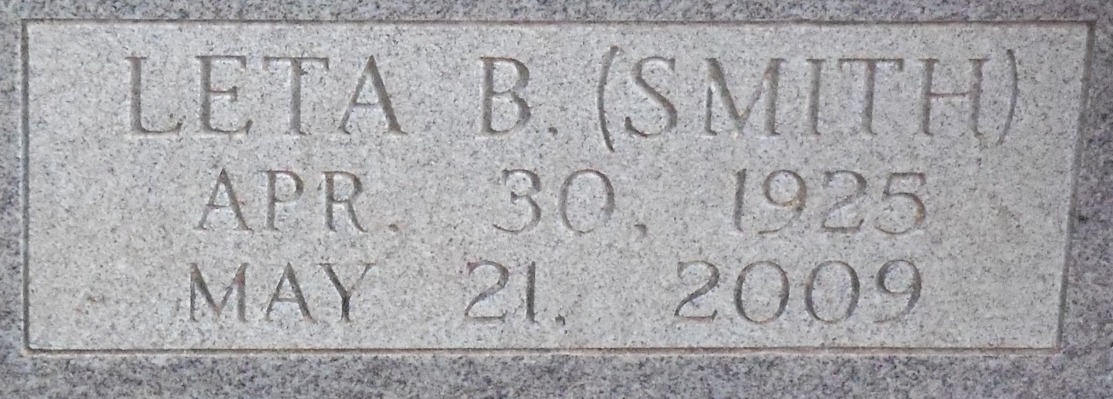 LETA B. (SMITH)
APR. 30, 1925
MAY 21, 2009